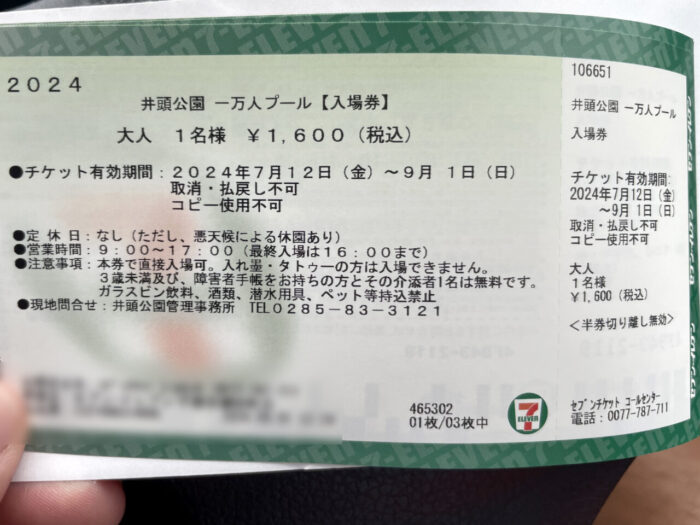 2024
井頭公園 一万人プール【入場券】
大人 1名様 ¥1,600(税込)
●チケット有効期間:2024年7月12日(金)~9月 1日(日)
取消・払戻し不可
コピー使用不可
●定 休 日:なし(ただし、悪天候による休園あり)
●営業時間:9:00~17:00(最終入場は16:00まで)
●注意事項:本券で直接入場可。入れ墨・タトゥーの方は入場できません。
3歳未満及び、障害者手帳をお持ちの方とその介添者1名は無料です。
ガラスビン飲料、酒類、潜水用具、ペット等持込禁止
●現地問合せ:井頭公園管理事務所 TEL0285-83-3121
465302
01枚/03枚中
7
ELEVEN
106651
井頭公園 一万人プール
入場券
チケット有効期間:
2024年7月12日(金)
~9月 1日(日)
取消・払戻し不可
コピー使用不可
大人
1名様
¥1,600(税込)
<半券切り離し無効>
セブンチケット コールセンター
電話:0077-787-711